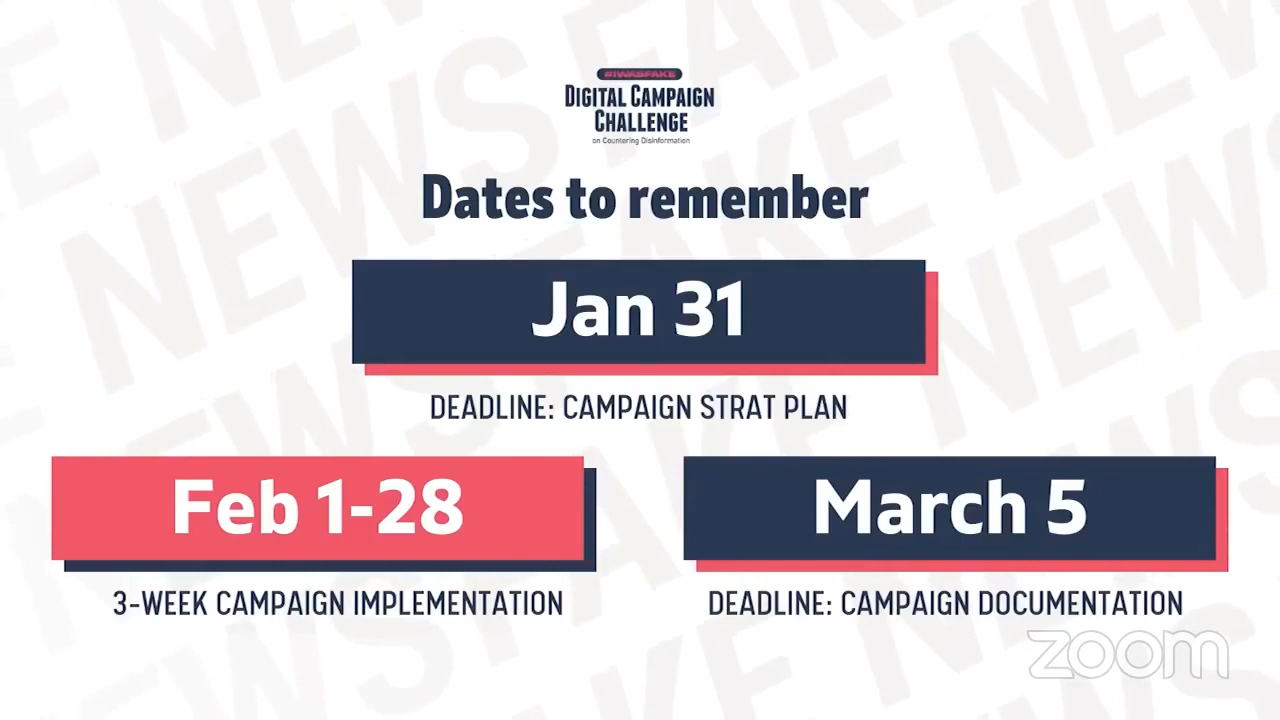 #IWASFAKE
DIGITAL CAMPAIGN
CHALLENGE
on Countering Disinformation
Dates to remember
Jan 31
DEADLINE: CAMPAIGN STRAT PLAN
Feb 1-28
3-WEEK CAMPAIGN IMPLEMENTATION
March 5
DEADLINE: CAMPAIGN DOCUMENTATION
zoom